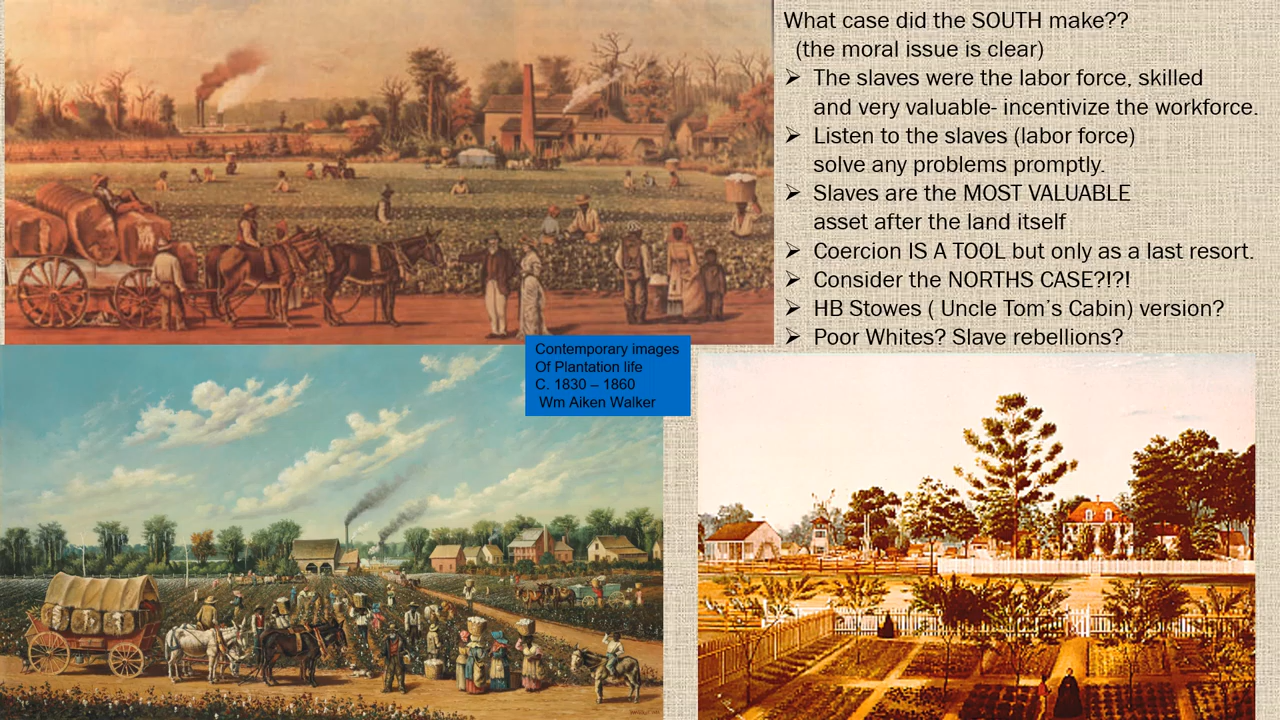 What case did the SOUTH make??
(the moral issue is clear)
➢ The slaves were the labor force, skilled
and very valuable- incentivize the workforce.
➢ Listen to the slaves (labor force)
solve any problems promptly.
➢ Slaves are the MOST VALUABLE
asset after the land itself
➢ Coercion IS A TOOL but only as a last resort.
➢ Consider the NORTHS CASE?!?!
➢ HB Stowes ( Uncle Tom's Cabin) version?
➢ Poor Whites? Slave rebellions?
Contemporary images
Of Plantation life
C. 1830 – 1860
Wm Aiken Walker